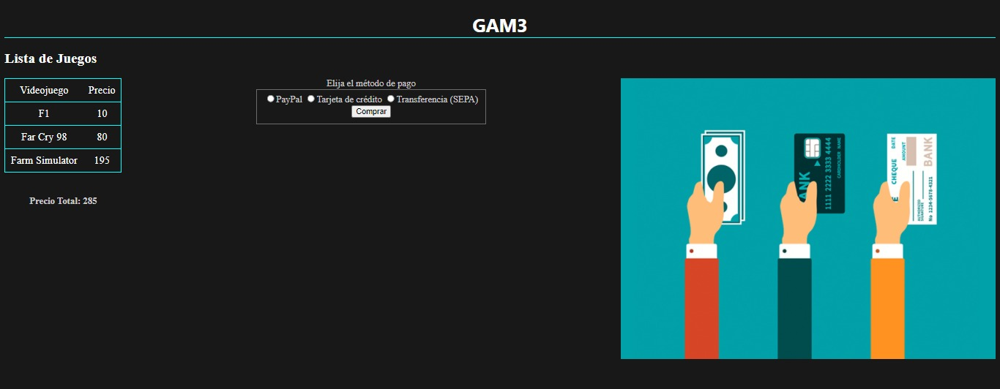 GAM3
Lista de Juegos
Videojuego Precio
F1 10
Far Cry 98 80
Farm Simulator 195
Precio Total: 285
Elija el método de pago
PayPal Tarjeta de crédito Transferencia (SEPA)
Comprar
ANK
1111 2222 3333 4444
CARDHOLDER NAME
E CHEQUE DATE
AMOUNT
BANK
AUTHORIZED
SIGNATURE
No 1234-5678-4321